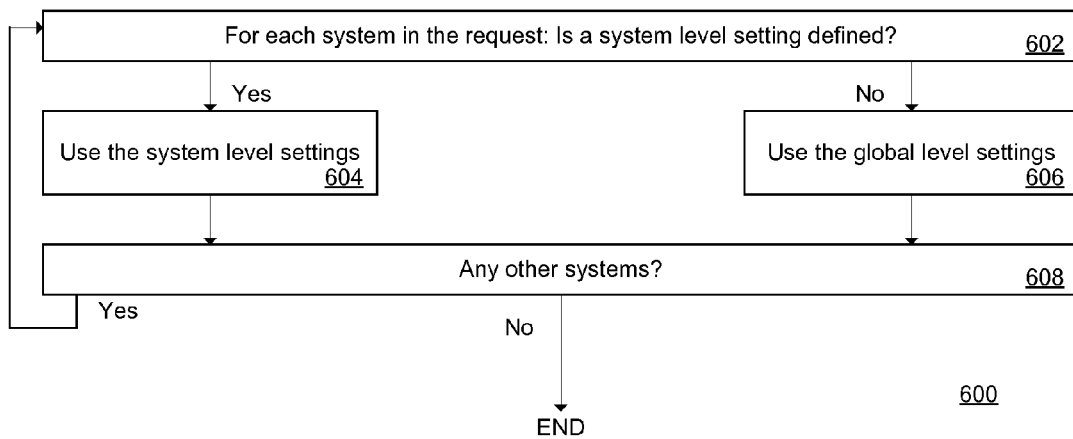 For each system in the request: Is a system level setting defined?
602
Yes
No
Use the system level settings
604
Use the global level settings
606
Any other systems?
608
Yes
No
600
END